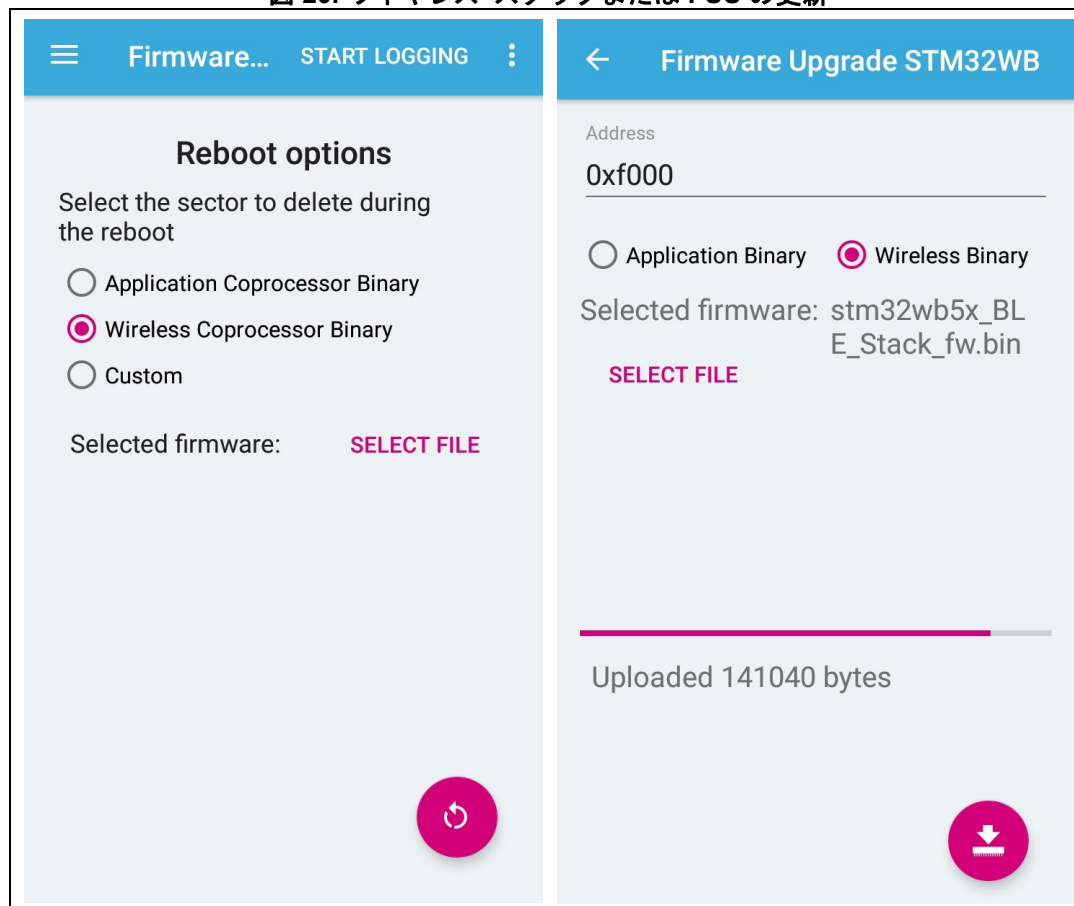 Firmware... START LOGGING
Reboot options
Select the sector to delete during
the reboot
Application Coprocessor Binary
Wireless Coprocessor Binary
Custom
Selected firmware: SELECT FILE
Firmware Upgrade STM32WB
Address
0xf000
Application Binary Wireless Binary
Selected firmware: stm32wb5x_BL
E_Stack_fw.bin
SELECT FILE
Uploaded 141040 bytes